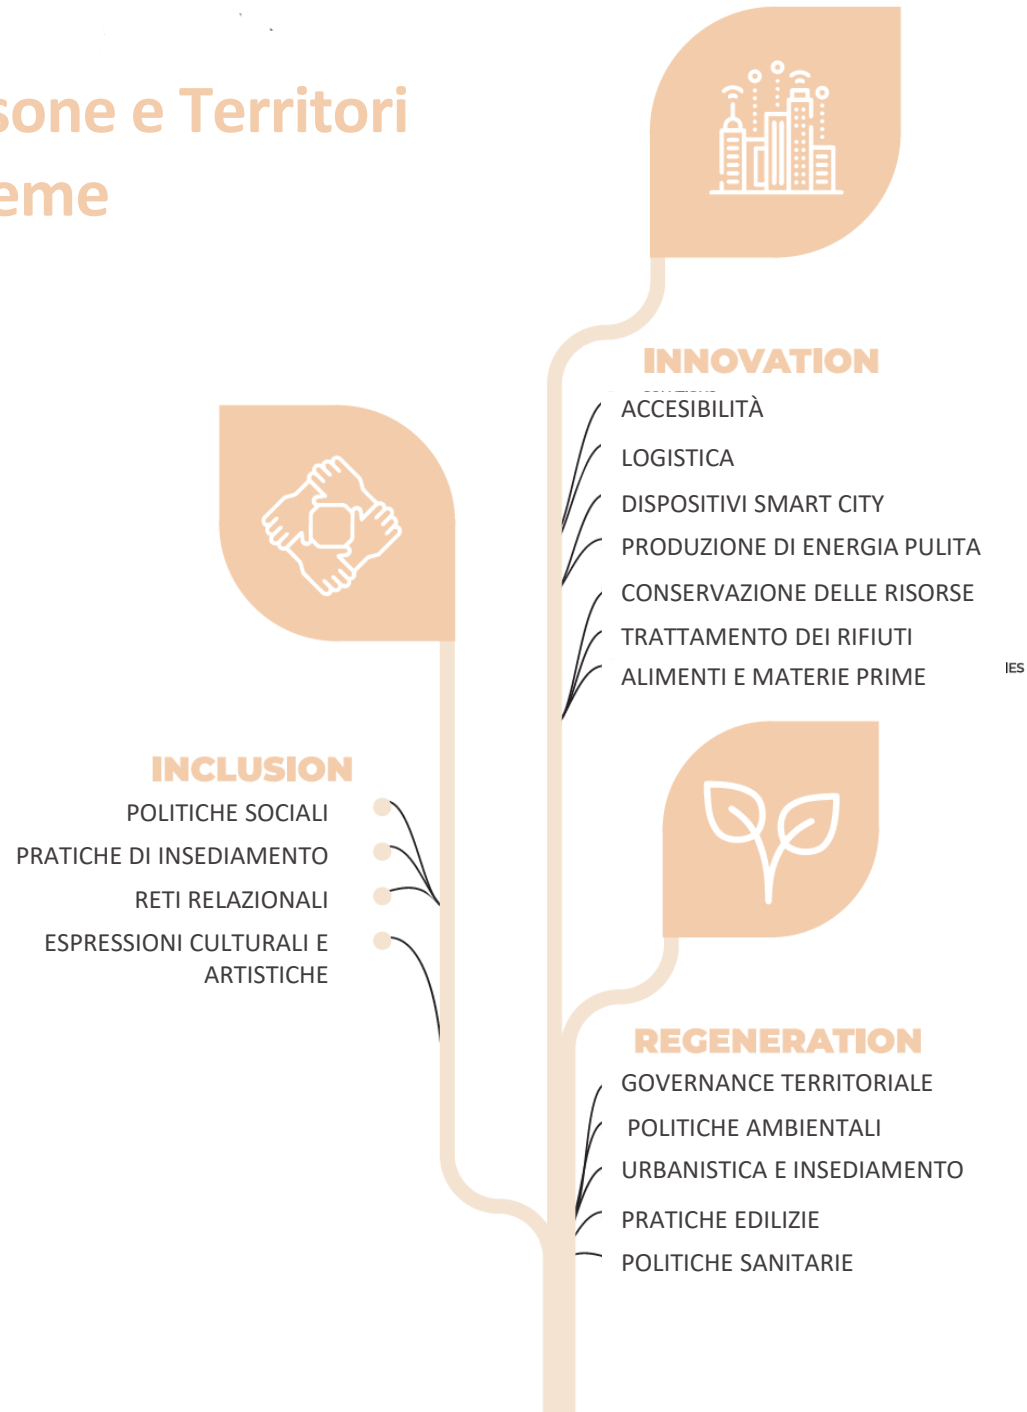 sone e Territori
eme
INNOVATION
ACCESIBILITÀ
LOGISTICA
DISPOSITIVI SMART CITY
PRODUZIONE DI ENERGIA PULITA
CONSERVAZIONE DELLE RISORSE
TRATTAMENTO DEI RIFIUTI
ALIMENTI E MATERIE PRIME
IES
INCLUSION
POLITICHE SOCIALI
PRATICHE DI INSEDIAMENTO
RETI RELAZIONALI
ESPRESSIONI CULTURALI E
ARTISTICHE
REGENERATION
GOVERNANCE TERRITORIALE
POLITICHE AMBIENTALI
URBANISTICA E INSEDIAMENTO
PRATICHE EDILIZIE
POLITICHE SANITARIE